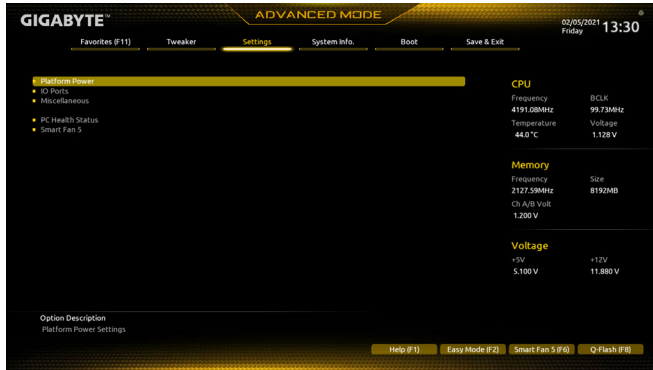 GIGABYTE™
ADVANCED MODE
02/05/2021
Friday
13:30
Favorites (F11) Tweaker Settings System Info. Boot Save & Exit
Platform Power
IO Ports
Miscellaneous
PC Health Status
Smart Fan 5
CPU
Frequency BCLK
4191.08MHz 99.73MHz
Temperature Voltage
44.0 °C 1.128 V
Memory
Frequency Size
2127.59MHz 8192MB
Ch A/B Volt
1.200 V
Voltage
+5V +12V
5.100 V 11.880 V
Option Description
Platform Power Settings
Help (F1) Easy Mode (F2) Smart Fan 5 (F6) Q-Flash (F8)